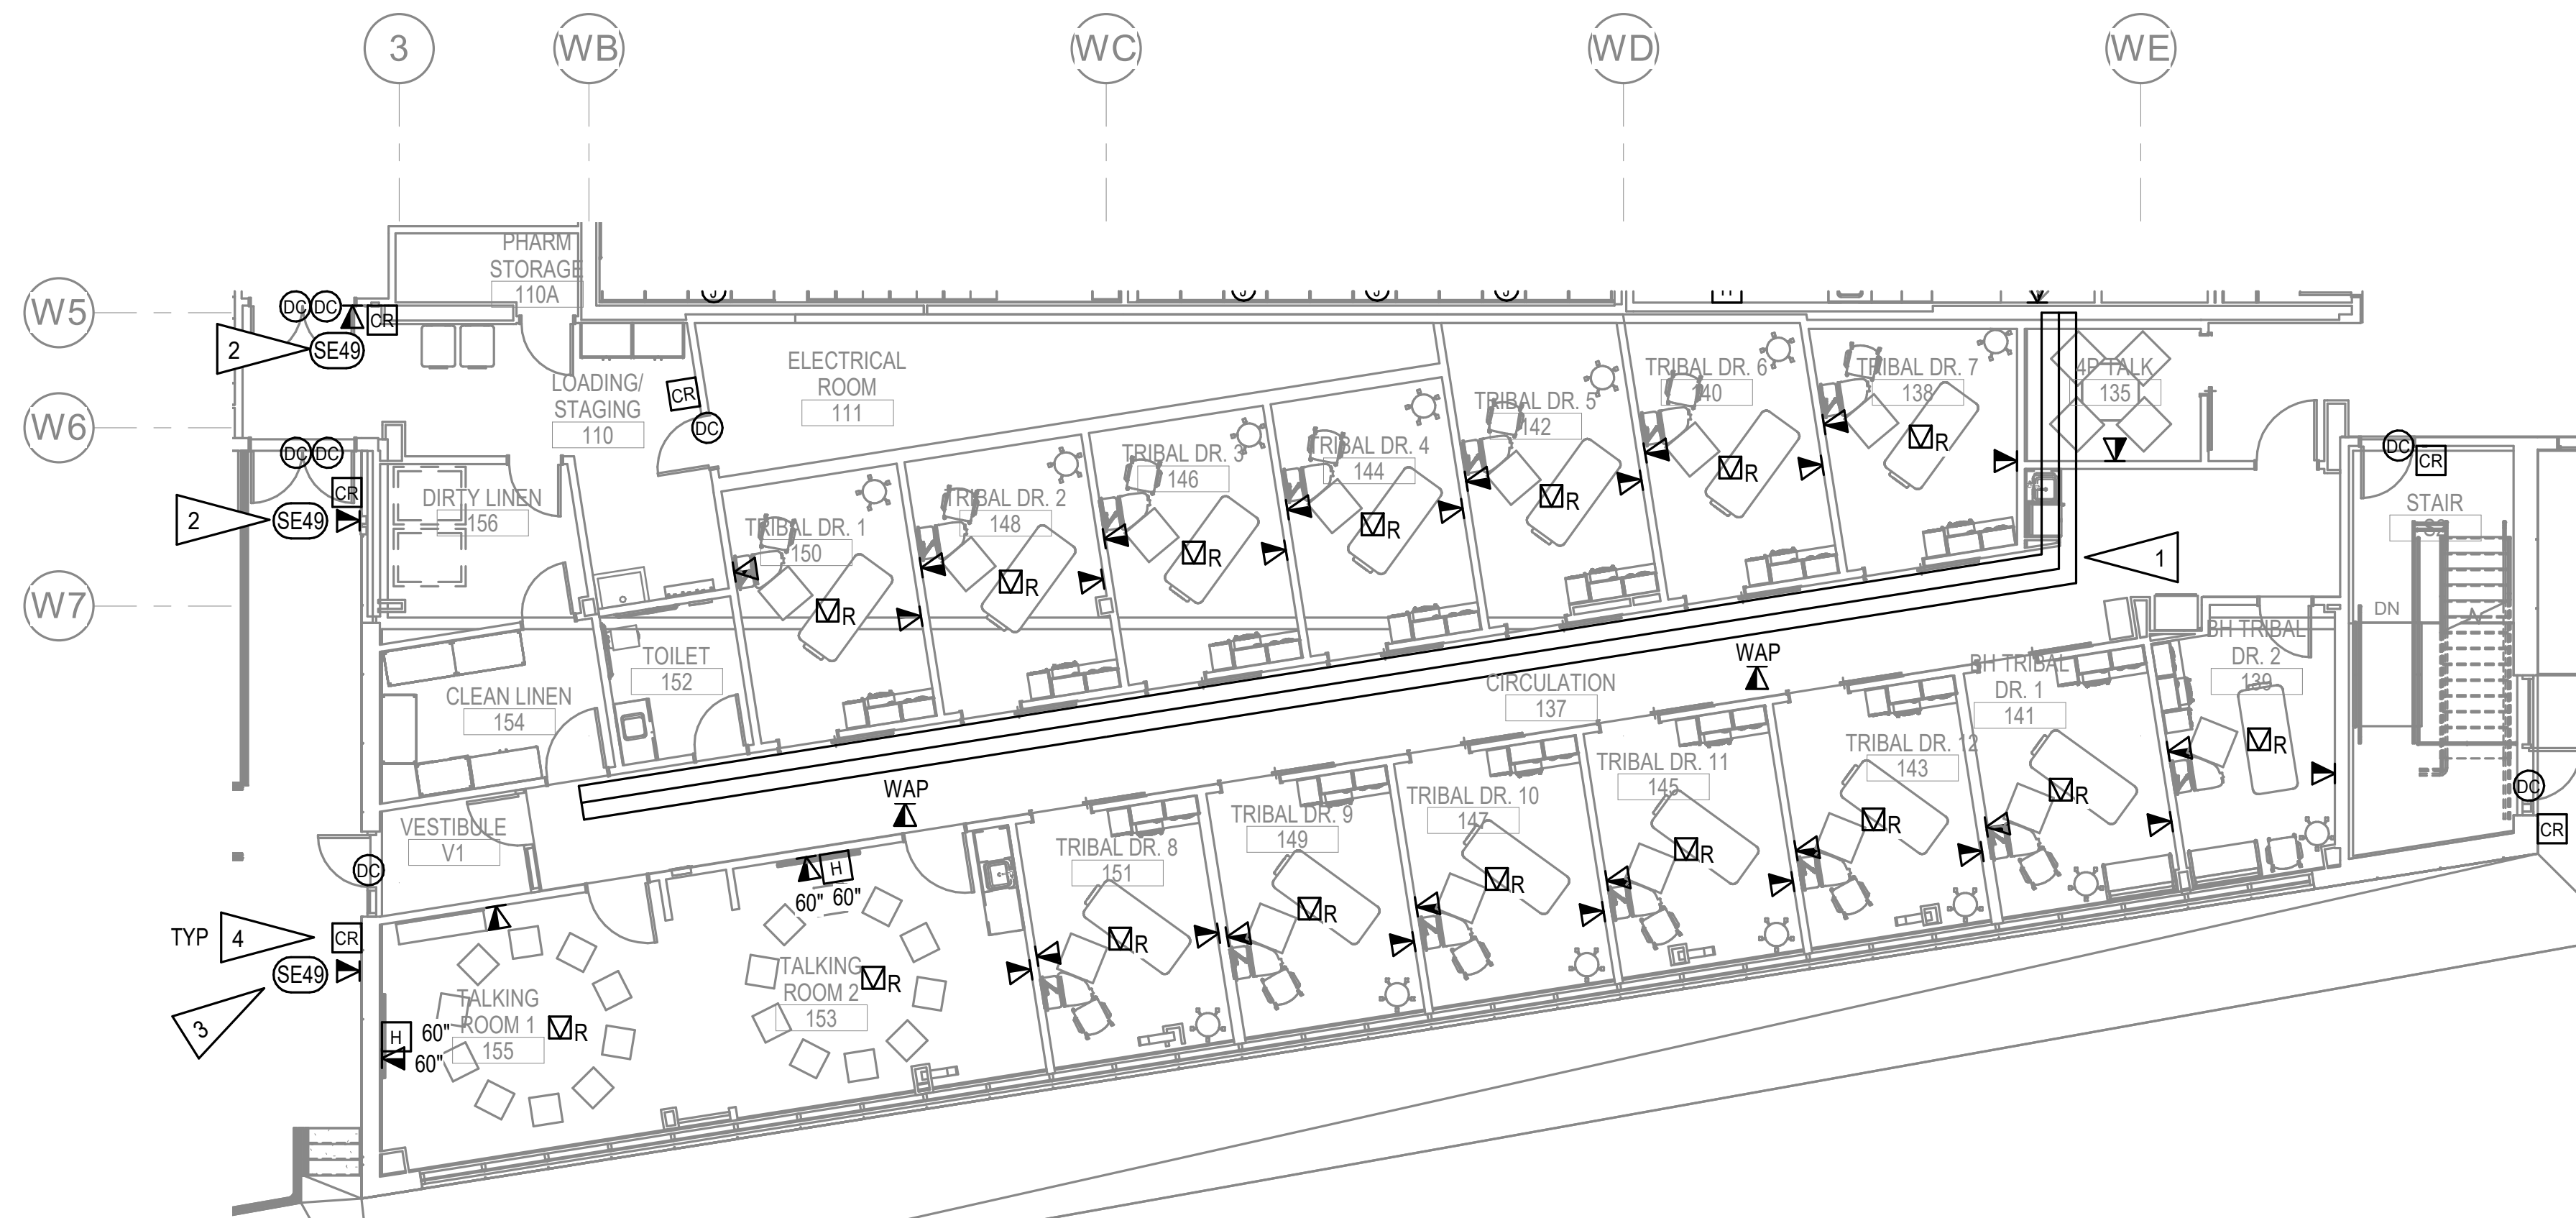 3
WB
WC
WD
WE
W5
W6
W7
PHARM
STORAGE
110A
DC
DC
CR
2
SE49
LOADING/
STAGING
110
CR
DC
ELECTRICAL
ROOM
111
DC
DC
CR
2
SE49
DIRTY LINEN
156
TRIBAL DR. 1
150
R
TRIBAL DR. 2
148
R
TRIBAL DR. 3
146
R
TRIBAL DR. 4
144
R
TRIBAL DR. 5
142
R
TRIBAL DR. 6
140
R
TRIBAL DR. 7
138
R
4P TALK
135
1
DC
CR
STAIR
DN
TOILET
152
CLEAN LINEN
154
VESTIBULE
V1
DC
WAP
WAP
CIRCULATION
137
TYP
4
CR
SE49
3
TALKING
ROOM 1
155
R
H
60"
60"
TALKING
ROOM 2
153
R
H
60"
60"
TRIBAL DR. 8
151
R
TRIBAL DR. 9
149
R
TRIBAL DR. 10
147
R
TRIBAL DR. 11
145
R
TRIBAL DR. 12
143
R
BH TRIBAL
DR. 1
141
R
BH TRIBAL
DR. 2
139
R
DC
CR